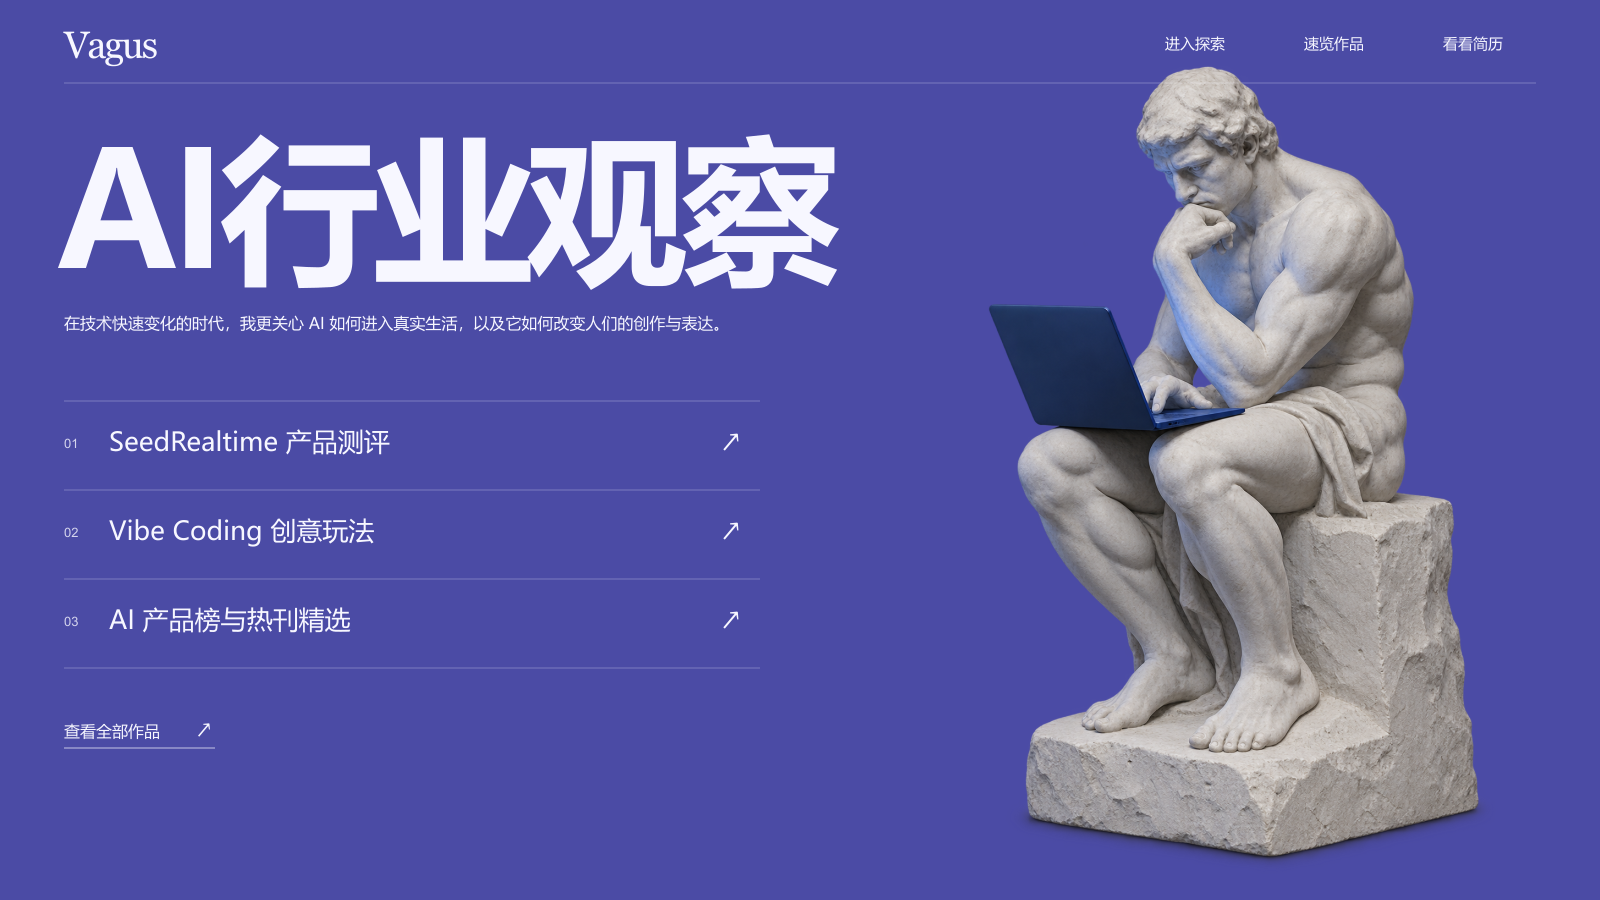 Vagus
进入探索
速览作品
看看简历
AI行业观察
在技术快速变化的时代，我更关心 AI 如何进入真实生活，以及它如何改变人们的创作与表达。
01 SeedRealtime 产品测评 ↗
02 Vibe Coding 创意玩法 ↗
03 AI 产品榜与热刊精选 ↗
查看全部作品 ↗